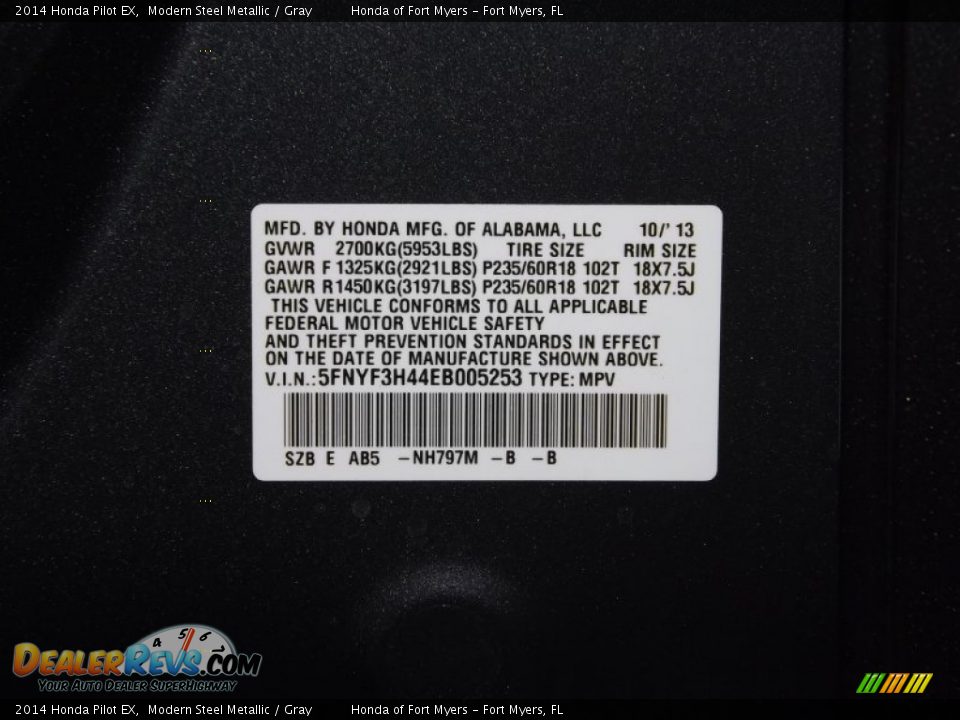 2014 Honda Pilot EX, Modern Steel Metallic / Gray Honda of Fort Myers - Fort Myers, FL
MFD. BY HONDA MFG. OF ALABAMA, LLC 10/' 13
GVWR 2700KG(5953LBS) TIRE SIZE RIM SIZE
GAWR F 1325KG(2921LBS) P235/60R18 102T 18X7.5J
GAWR R1450KG(3197LBS) P235/60R18 102T 18X7.5J
THIS VEHICLE CONFORMS TO ALL APPLICABLE
FEDERAL MOTOR VEHICLE SAFETY
AND THEFT PREVENTION STANDARDS IN EFFECT
ON THE DATE OF MANUFACTURE SHOWN ABOVE.
V.I.N.:5FNYF3H44EB005253 TYPE: MPV
SZB E AB5 -NH797M -B -B
4 5 6
DEALERREVS.COM
YOUR AUTO DEALER SUPERHIGHWAY
2014 Honda Pilot EX, Modern Steel Metallic / Gray Honda of Fort Myers - Fort Myers, FL